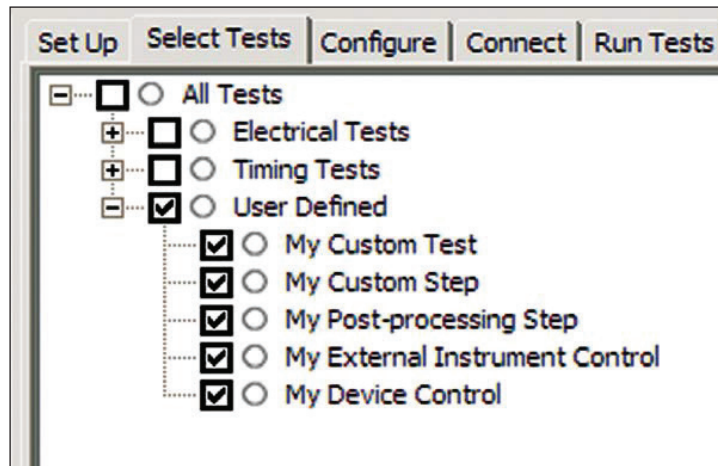 Set Up Select Tests Configure Connect Run Tests
All Tests
Electrical Tests
Timing Tests
User Defined
My Custom Test
My Custom Step
My Post-processing Step
My External Instrument Control
My Device Control